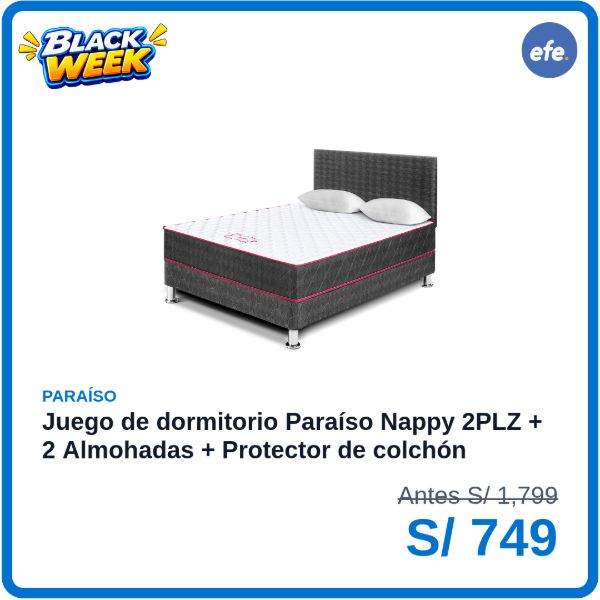 BLACK
WEEK
efe.
PARAÍSO
Juego de dormitorio Paraíso Nappy 2PLZ +
2 Almohadas + Protector de colchón
Antes S/ 1,799
S/ 749